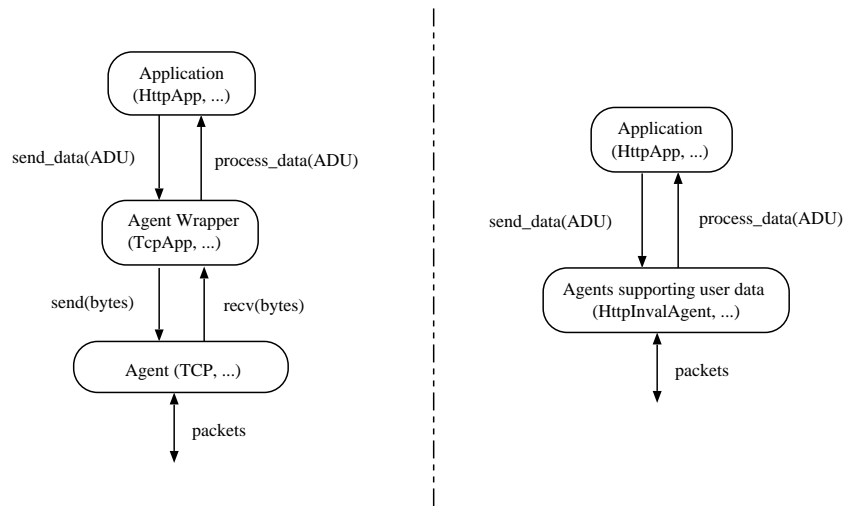 Application
(HttpApp, ...)
send_data(ADU)
process_data(ADU)
Agent Wrapper
(TcpApp, ...)
send(bytes)
recv(bytes)
Agent (TCP, ...)
packets
Application
(HttpApp, ...)
send_data(ADU)
process_data(ADU)
Agents supporting user data
(HttpInvalAgent, ...)
packets